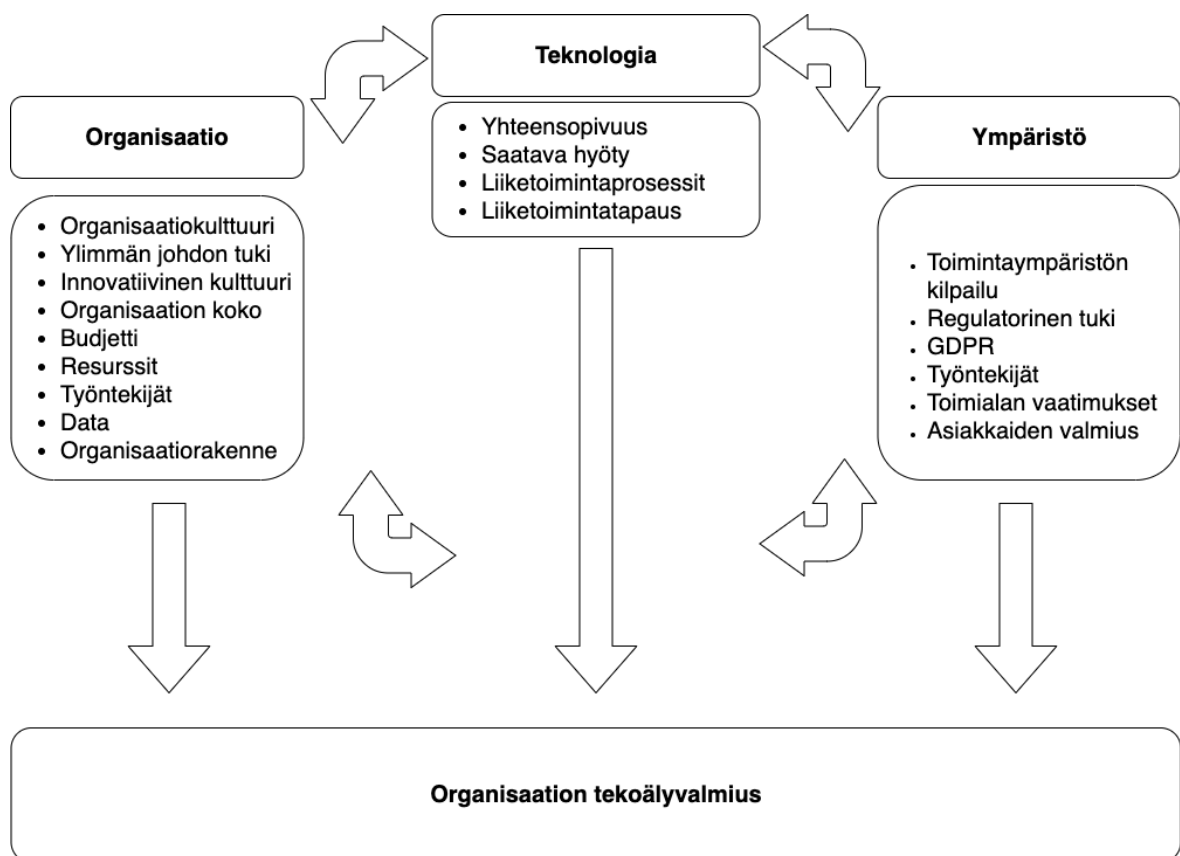 Teknologia
• Yhteensopivuus
• Saatava hyöty
• Liiketoimintaprosessit
• Liiketoimintatapaus
Organisaatio
• Organisaatiokulttuuri
• Ylimmän johdon tuki
• Innovatiivinen kulttuuri
• Organisaation koko
• Budjetti
• Resurssit
• Työntekijät
• Data
• Organisaatiorakenne
Ympäristö
• Toimintaympäristön
kilpailu
• Regulatorinen tuki
• GDPR
• Työntekijät
• Toimialan vaatimukset
• Asiakkaiden valmius
Organisaation tekoälyvalmius